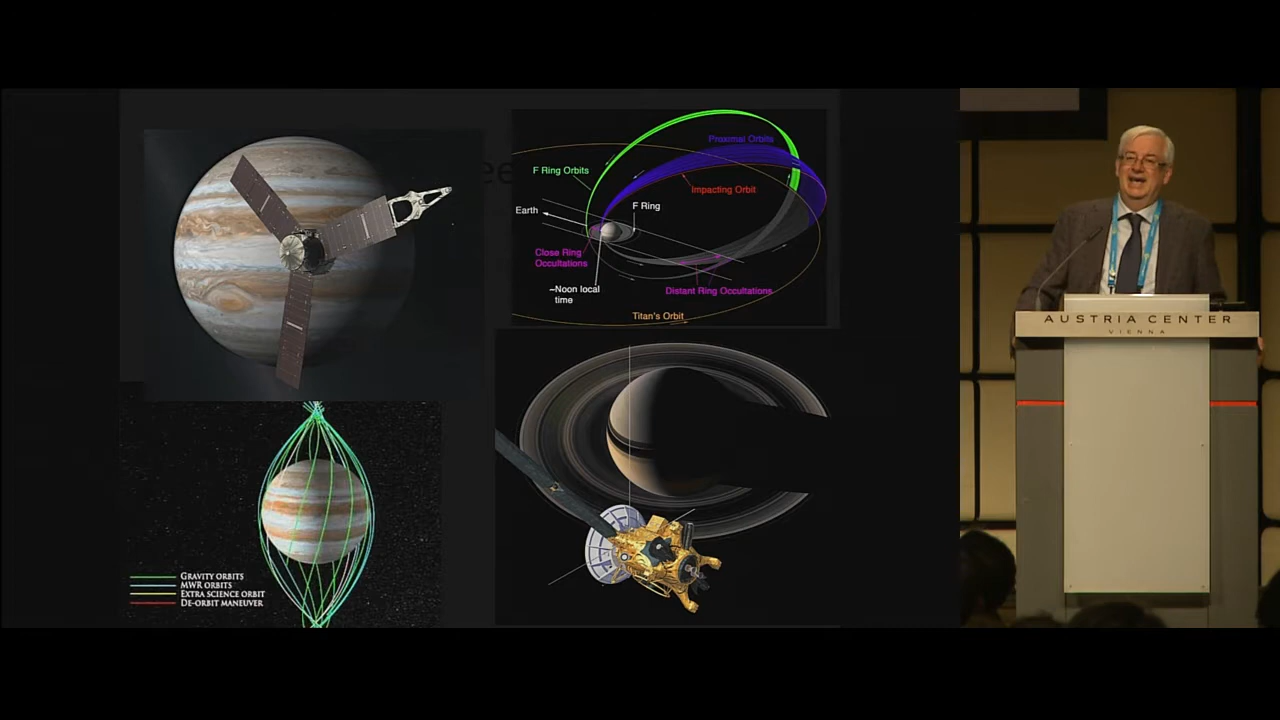 Proximal Orbits
F Ring Orbits
Impacting Orbit
Earth
F Ring
Close Ring
Occultations
~Noon local
time
Distant Ring Occultations
Titan's Orbit
GRAVITY ORBITS
MWR ORBITS
EXTRA SCIENCE ORBIT
DE-ORBIT MANEUVER
AUSTRIA CENTER
VIENNA